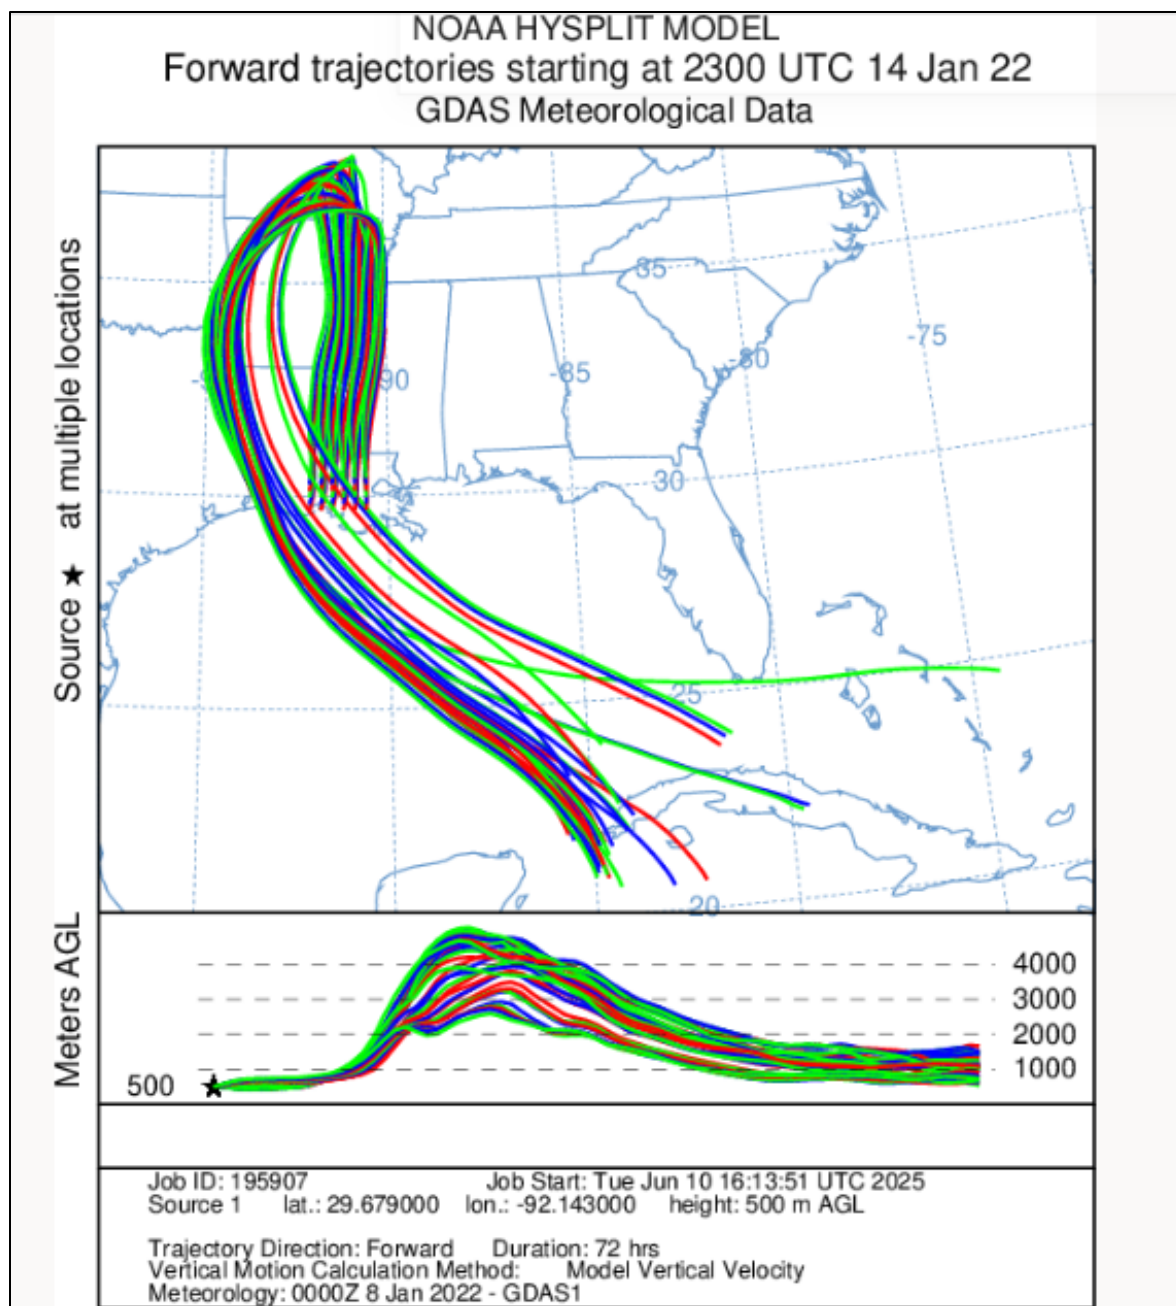 NOAA HYSPLIT MODEL
Forward trajectories starting at 2300 UTC 14 Jan 22
GDAS Meteorological Data
Source ★ at multiple locations
35
-75
-80
-85
90
30
25
20
Meters AGL
4000
3000
2000
1000
500 ★
Job ID: 195907 Job Start: Tue Jun 10 16:13:51 UTC 2025
Source 1 lat.: 29.679000 lon.: -92.143000 height: 500 m AGL
Trajectory Direction: Forward Duration: 72 hrs
Vertical Motion Calculation Method: Model Vertical Velocity
Meteorology: 0000Z 8 Jan 2022 - GDAS1